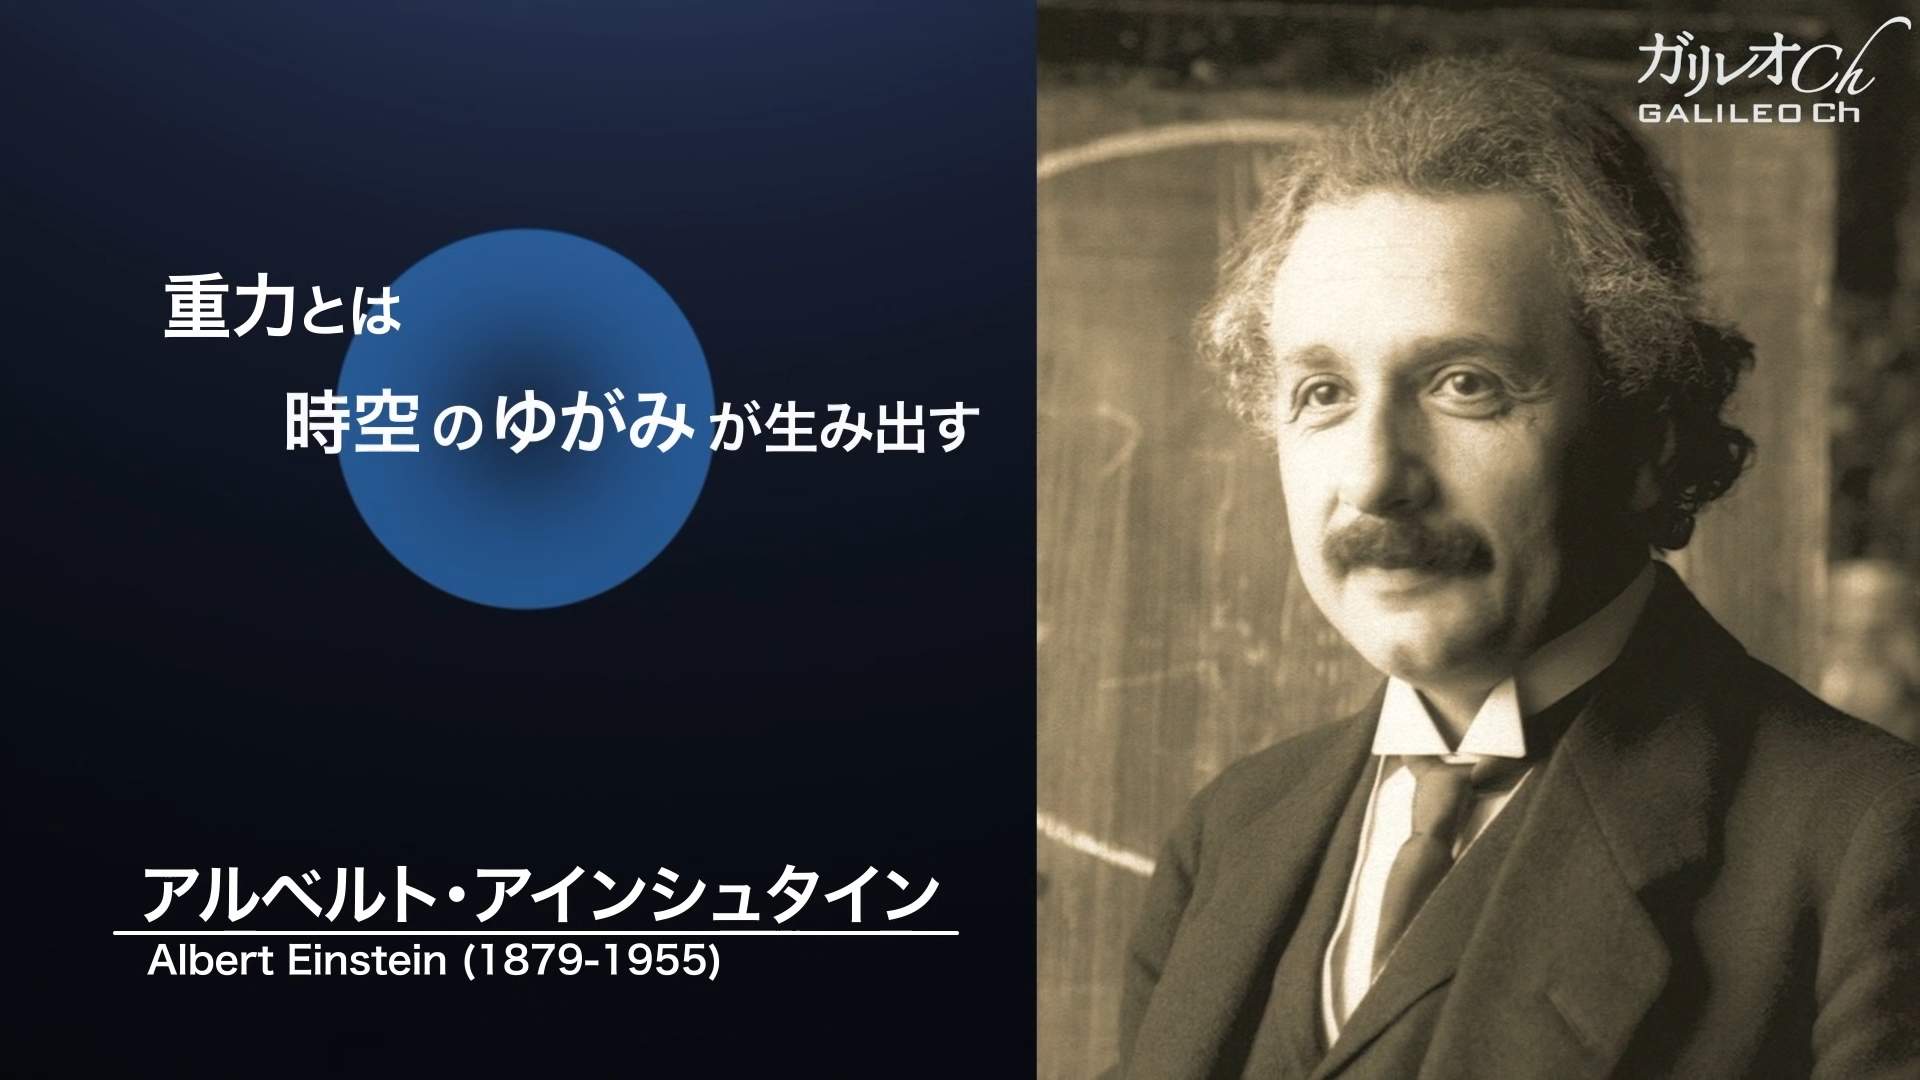 ガリレオCh
GALILEO Ch
重力とは
時空のゆがみが生み出す
アルベルト・アインシュタイン
Albert Einstein (1879-1955)